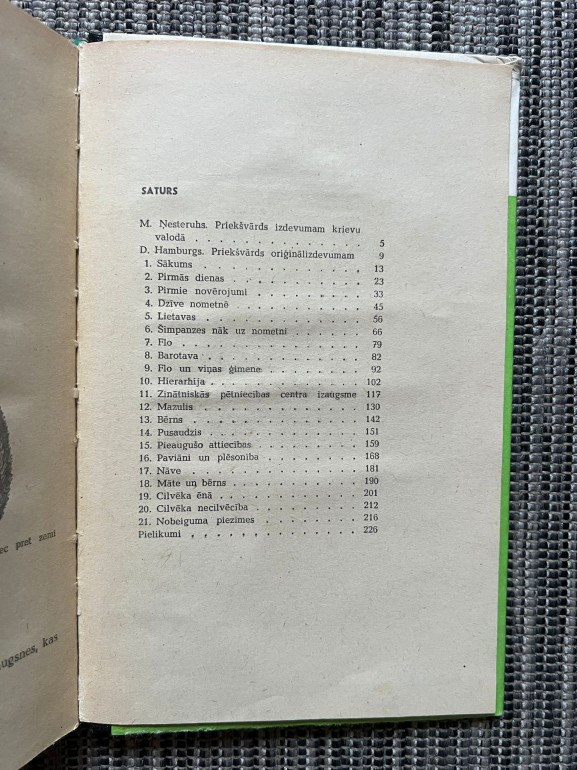 SATURS
M. Ņesteruhs. Priekšvārds izdevumam krievu
valodā . . . . . . . . . . . . 5
D. Hamburgs. Priekšvārds oriģinālizdevumam 9
1. Sākums . . . . . . . . . . . . 13
2. Pirmās dienas . . . . . . . . . . 23
3. Pirmie novērojumi . . . . . . . . 33
4. Dzīve nometnē . . . . . . . . . . 45
5. Lietavas . . . . . . . . . . . . 56
6. Šimpanzes nāk uz nometni . . . . . 66
7. Flo . . . . . . . . . . . . . 79
8. Barotava . . . . . . . . . . . . 82
9. Flo un viņas ģimene . . . . . . . . 92
10. Hierarhija . . . . . . . . . . . 102
11. Zinātniskās pētniecības centra izaugsme 117
12. Mazulis . . . . . . . . . . . . 130
13. Bērns . . . . . . . . . . . . 142
14. Pusaudzis . . . . . . . . . . . 151
15. Pieaugušo attiecības . . . . . . . . 159
16. Paviāni un plēsonība . . . . . . . 168
17. Nāve . . . . . . . . . . . . 181
18. Māte un bērns . . . . . . . . . . 190
19. Cilvēka ēnā . . . . . . . . . . . 201
20. Cilvēka necilvēcība . . . . . . . . 212
21. Nobeiguma piezīmes . . . . . . . . 216
Pielikumi . . . . . . . . . . . . 226
ec pret zemi
ugsnes, kas